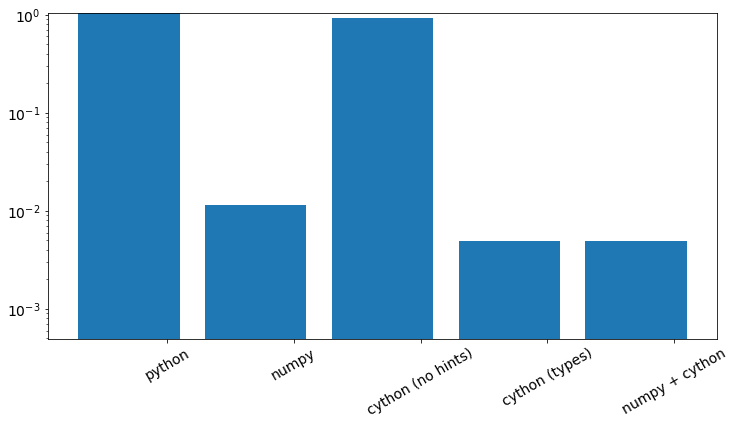 10⁰
10⁻¹
10⁻²
10⁻³
python
numpy
cython (no hints)
cython (types)
numpy + cython